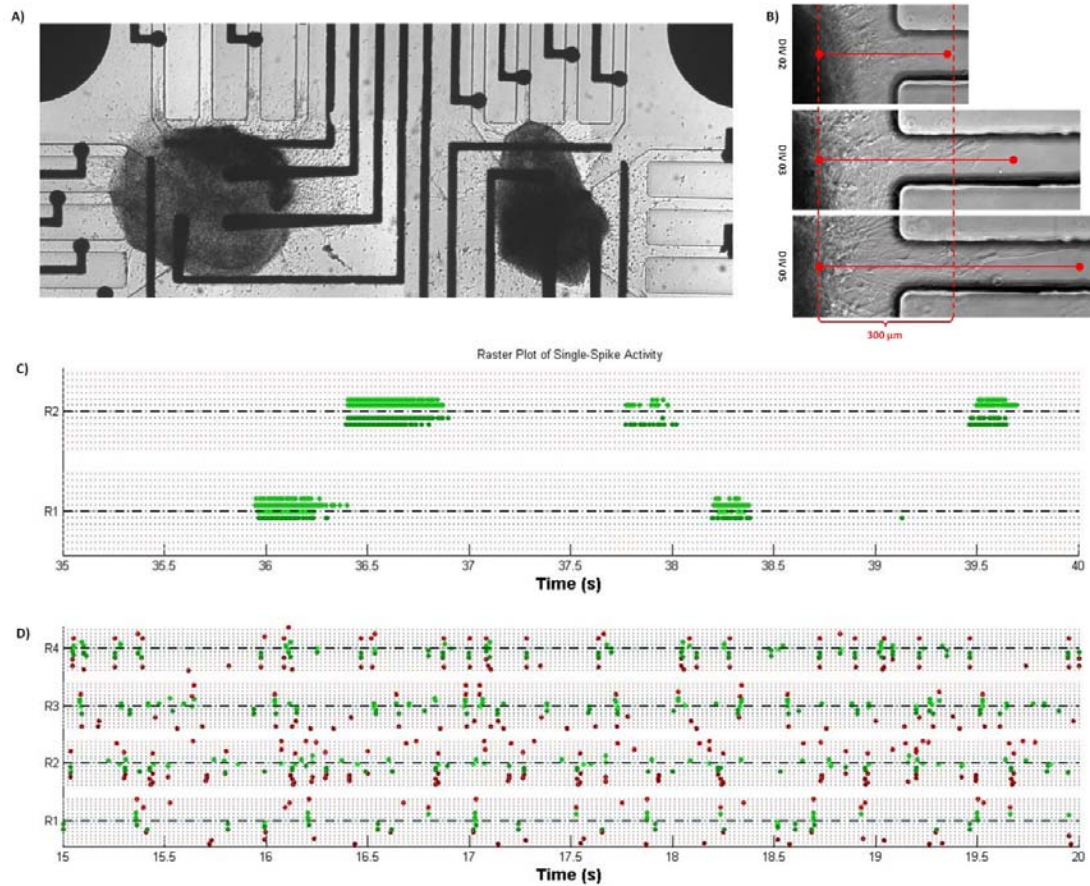 A)
B)
DIV 02
DIV 03
DIV 05
300 μm
Raster Plot of Single-Spike Activity
C)
R2
R1
35 35.5 36 36.5 37 37.5 38 38.5 39 39.5 40
Time (s)
D)
R4
R3
R2
R1
15 15.5 16 16.5 17 17.5 18 18.5 19 19.5 20
Time (s)